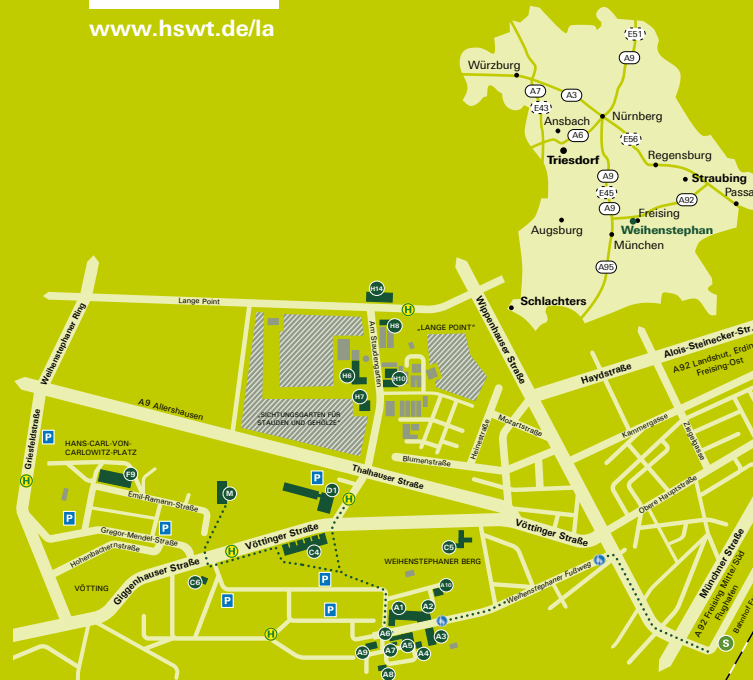 www.hswt.de/la
E51
A9
Würzburg
A7
A3
E43
Nürnberg
Ansbach
A6
E56
Triesdorf
Regensburg
A9
Straubing
E45
A92
A9
Freising
Augsburg
Weihenstephan
München
A95
Schlachters
Weihenstephaner Ring
Lange Point
H14
H
H8
Am Staudengarten
„LANGE POINT“
Wippenhauser Straße
Alois-Steinecker-Str.
A92 Landshut,
Freising-Ost
Haydstraße
H6
H10
H7
A9 Allershausen
„SICHTUNGSGARTEN FÜR
STAUDEN UND GEHÖLZE“
Heinestraße
Mozartstraße
Kammergasse
Ziegelgasse
Blumenstraße
Griesfeldstraße
P
HANS-CARL-VON-
CARLOWITZ-PLATZ
Thalhauser Straße
Obere Hauptstraße
H
F9
M
P
D1
H
Emil-Ramann-Straße
P
P
Gregor-Mendel-Straße
Hohenbachernstraße
Vöttinger Straße
H
C4
C5
Vöttinger Straße
WEIHENSTEPHANER BERG
Giggenhauser Straße
VÖTTING
C6
P
P
P
A10
Weihenstephaner Fußweg
Münchner Straße
A92 Freising Mitte/Süd
Flughafen
Bahnhof
S
H
A1
A2
A6
A3
A5
A7
A4
A9
A8